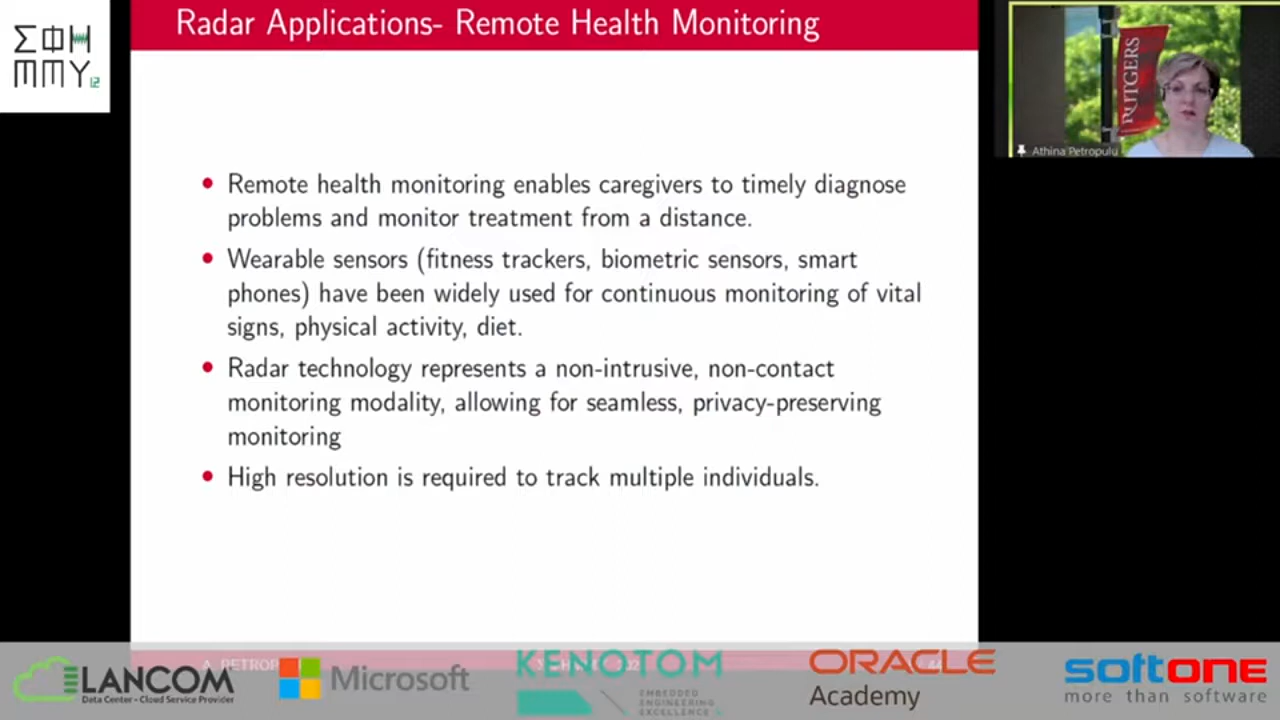 ΣΦΗ
ΜΜΥ 12
Radar Applications- Remote Health Monitoring
RUTGERS
Athina Petropulu
• Remote health monitoring enables caregivers to timely diagnose
problems and monitor treatment from a distance.
• Wearable sensors (fitness trackers, biometric sensors, smart
phones) have been widely used for continuous monitoring of vital
signs, physical activity, diet.
• Radar technology represents a non-intrusive, non-contact
monitoring modality, allowing for seamless, privacy-preserving
monitoring
• High resolution is required to track multiple individuals.
LANCOM
Data Center - Cloud Service Provider
Microsoft
KENOTOM
EMBEDDED
ENGINEERING
EXCELLENCE
ORACLE
Academy
softone
more than software